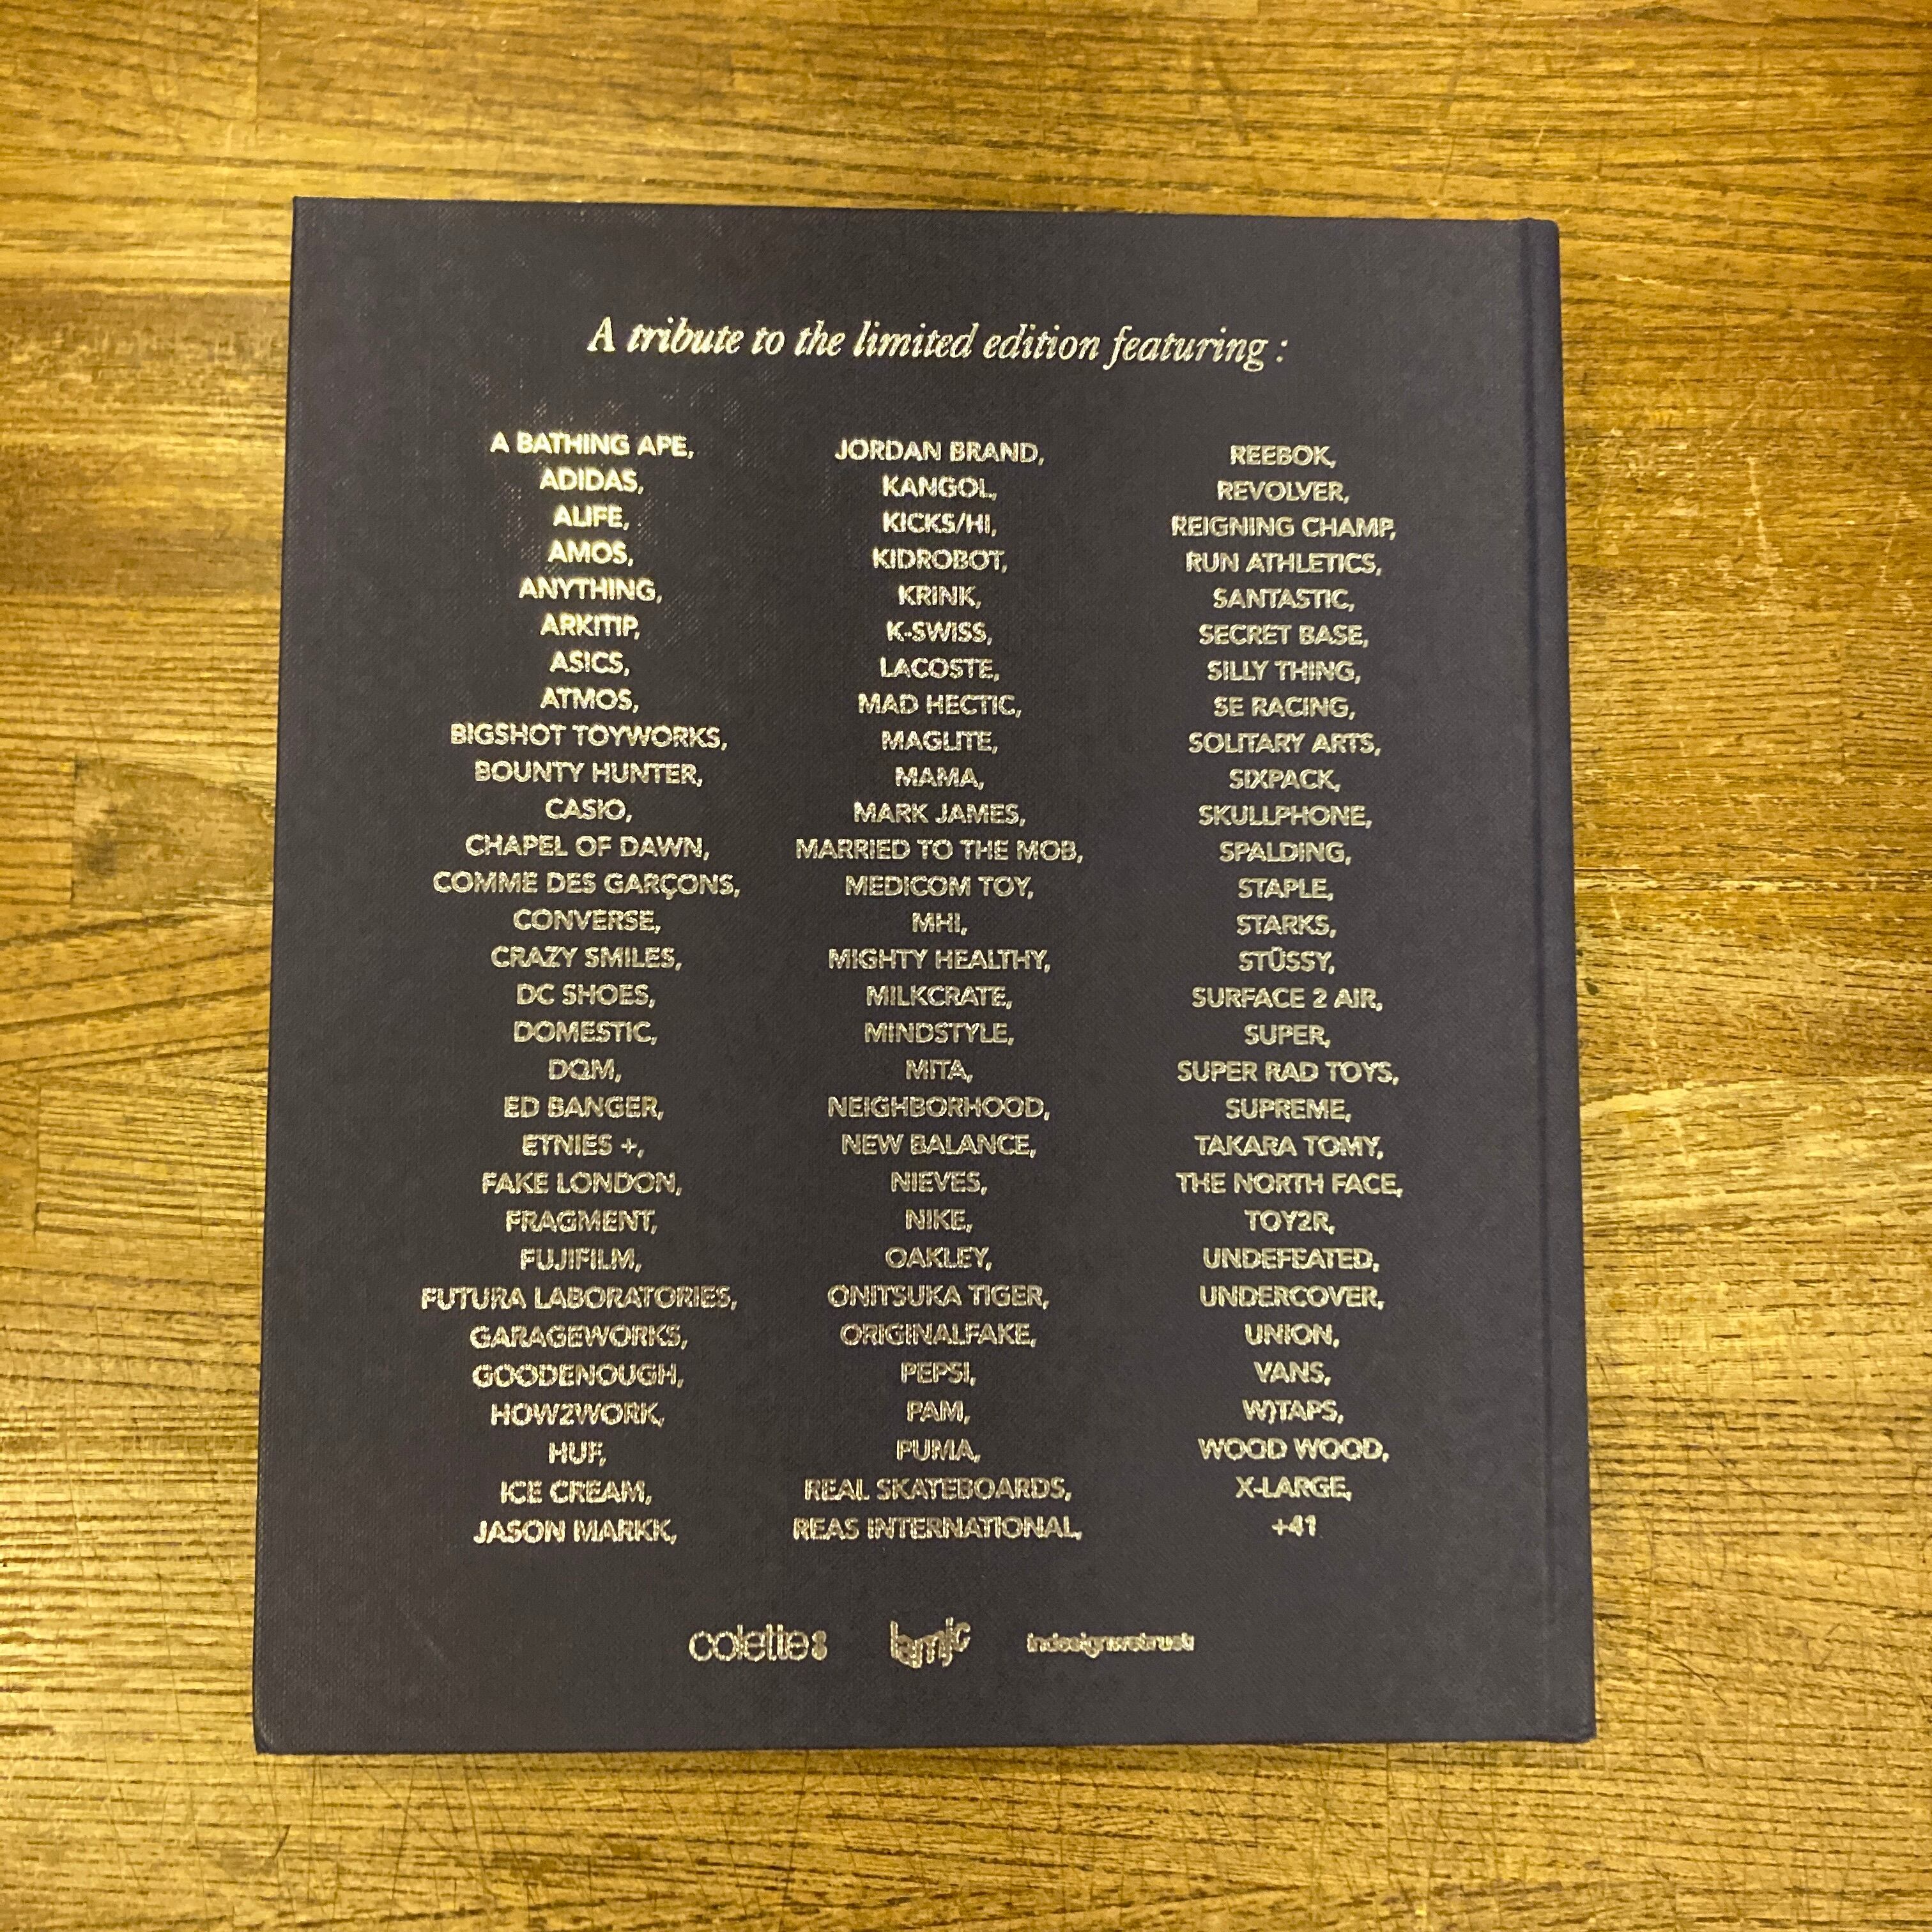 A tribute to the limited edition featuring :
A BATHING APE,
ADIDAS,
ALIFE,
AMOS,
ANYTHING,
ARKITIP,
ASICS,
ATMOS,
BIGSHOT TOYWORKS,
BOUNTY HUNTER,
CASIO,
CHAPEL OF DAWN,
COMME DES GARÇONS,
CONVERSE,
CRAZY SMILES,
DC SHOES,
DOMESTIC,
DQM,
ED BANGER,
ETNIES +,
FAKE LONDON,
FRAGMENT,
FUJIFILM,
FUTURA LABORATORIES,
GARAGEWORKS,
GOODENOUGH,
HOW2WORK,
HUF,
ICE CREAM,
JASON MARKK,
JORDAN BRAND,
KANGOL,
KICKS/HI,
KIDROBOT,
KRINK,
K-SWISS,
LACOSTE,
MAD HECTIC,
MAGLITE,
MAMA,
MARK JAMES,
MARRIED TO THE MOB,
MEDICOM TOY,
MHI,
MIGHTY HEALTHY,
MILKCRATE,
MINDSTYLE,
MITA,
NEIGHBORHOOD,
NEW BALANCE,
NIEVES,
NIKE,
OAKLEY,
ONITSUKA TIGER,
ORIGINALFAKE,
PEPSI,
PAM,
PUMA,
REAL SKATEBOARDS,
REAS INTERNATIONAL,
REEBOK,
REVOLVER,
REIGNING CHAMP,
RUN ATHLETICS,
SANTASTIC,
SECRET BASE,
SILLY THING,
SE RACING,
SOLITARY ARTS,
SIXPACK,
SKULLPHONE,
SPALDING,
STAPLE,
STARKS,
STÜSSY,
SURFACE 2 AIR,
SUPER,
SUPER RAD TOYS,
SUPREME,
TAKARA TOMY,
THE NORTH FACE,
TOY2R,
UNDEFEATED,
UNDERCOVER,
UNION,
VANS,
W)TAPS,
WOOD WOOD,
X-LARGE,
+41
colette
lamjc
indesignwetrust